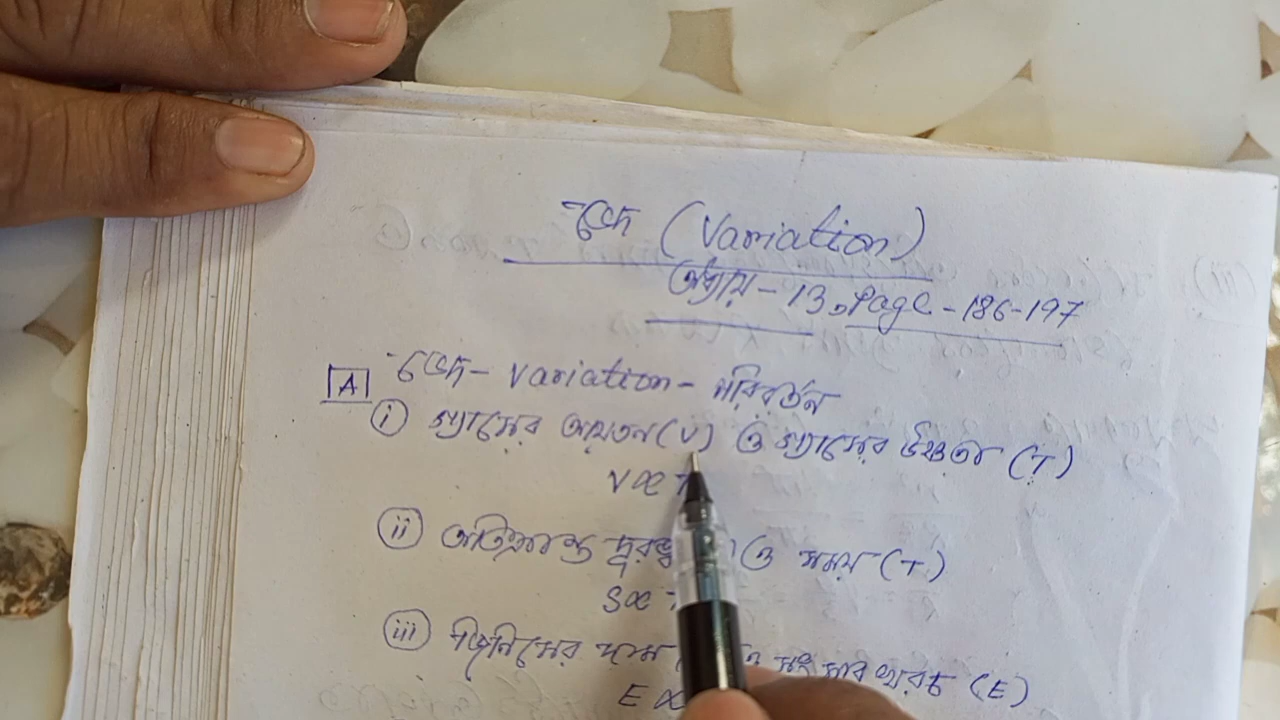 ভেদ (Variation)
অধ্যায় - 13, Page - 186-197
A ভেদ - variation - পরিবর্তন
i গ্যাসের আয়তন (V) ও গ্যাসের উষ্ণতা (T)
V ∝ T
ii অতিক্রান্ত দূরত্ব ও সময় (T)
S ∝
iii জিনিসের দাম ও সংসার খরচ (E)
E ∝